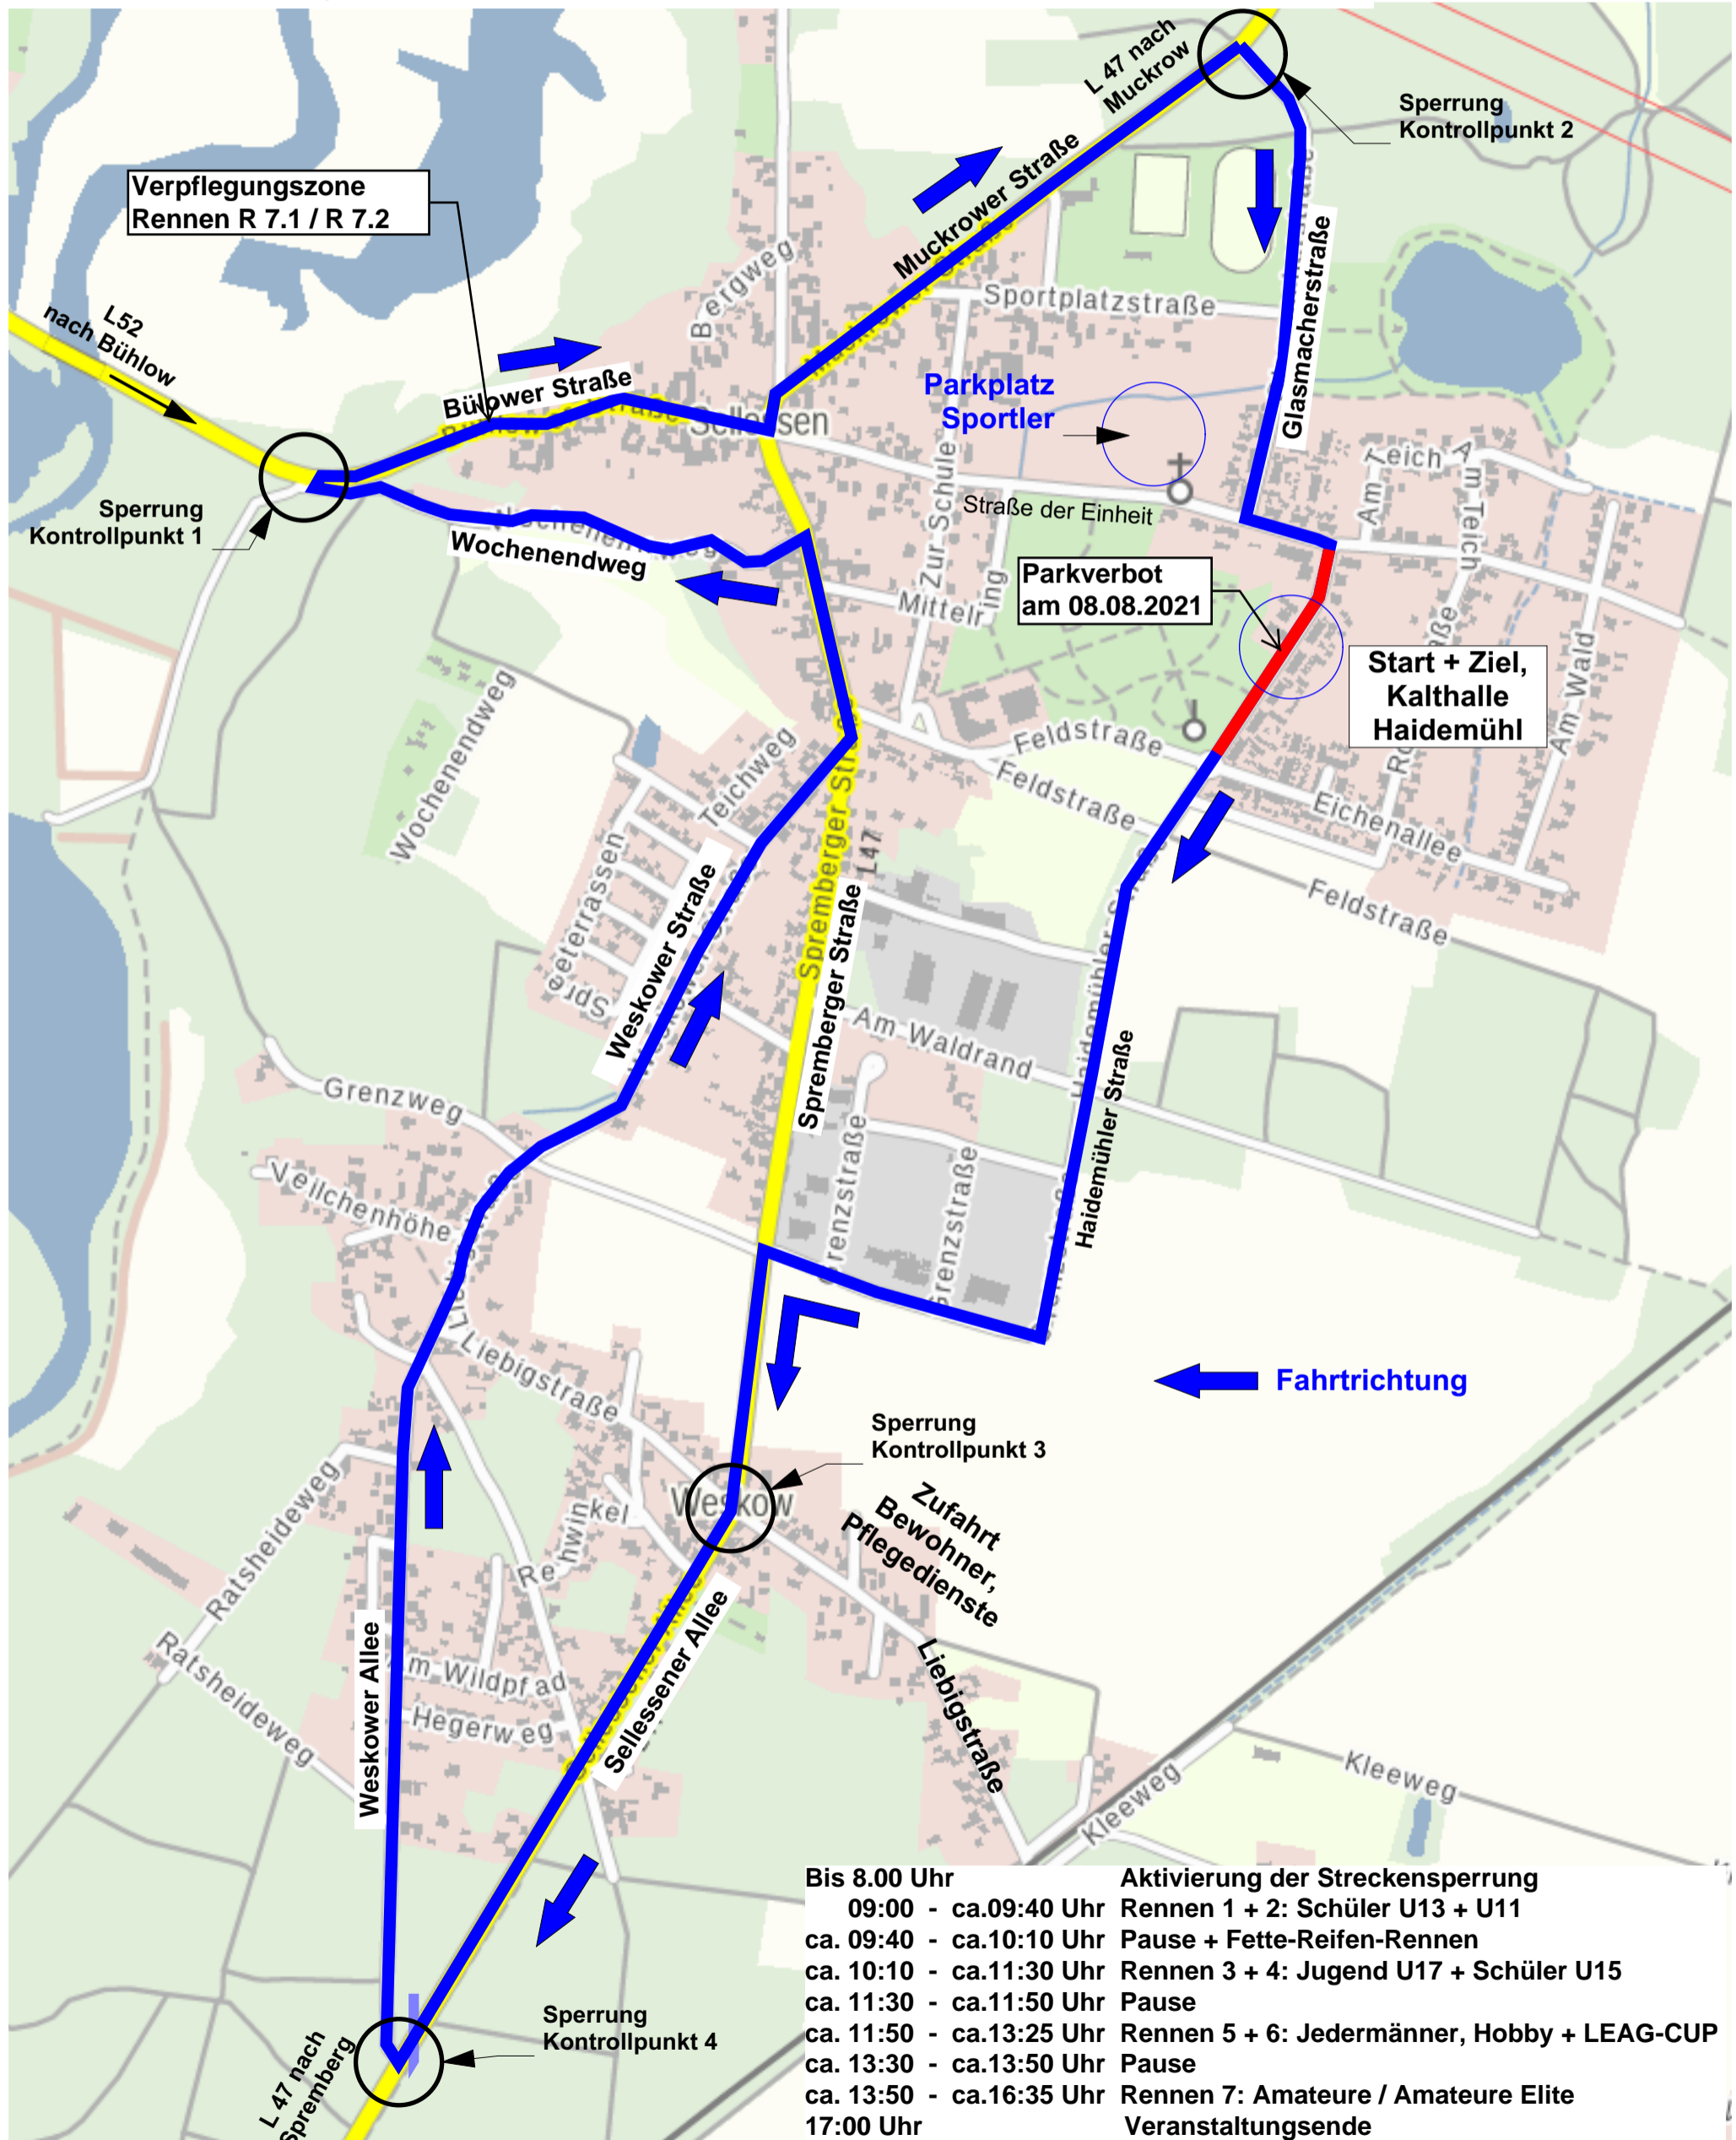 L 47 nach
Muckrow
Sperrung
Kontrollpunkt 2
Verpflegungszone
Rennen R 7.1 / R 7.2
Muckrower Straße
Bergweg
Sportplatzstraße
Glasmacherstraße
L52
nach Bühlow
Bülower Straße
Parkplatz
Sportler
Sperrung
Kontrollpunkt 1
Wochenendweg
Zur Schule
Straße der Einheit
Am Teich
Am Teich
Mittelring
Parkverbot
am 08.08.2021
Start + Ziel,
Kalthalle
Haidemühl
Am Wald
Wochenendweg
Teichweg
Feldstraße
Feldstraße
Eichenallee
Feldstraße
Spreeterrassen
Weskower Straße
Spremberger Straße
L47
Spremberger Straße
Am Waldrand
Haidemühler Straße
Grenzweg
Veilchenhöhe
Grenzstraße
Grenzstraße
Liebigstraße
Fahrtrichtung
Sperrung
Kontrollpunkt 3
Weskow
Zufahrt
Bewohner,
Pflegedienste
Ratsheideweg
Ratsheideweg
Rehwinkel
Weskower Allee
Am Wildpfad
Hegerweg
Sellessener Allee
Liebigstraße
Kleeweg
Kleeweg
Sperrung
Kontrollpunkt 4
L 47 nach
Spremberg
Bis 8.00 Uhr Aktivierung der Streckensperrung
09:00 - ca.09:40 Uhr Rennen 1 + 2: Schüler U13 + U11
ca. 09:40 - ca.10:10 Uhr Pause + Fette-Reifen-Rennen
ca. 10:10 - ca.11:30 Uhr Rennen 3 + 4: Jugend U17 + Schüler U15
ca. 11:30 - ca.11:50 Uhr Pause
ca. 11:50 - ca.13:25 Uhr Rennen 5 + 6: Jedermänner, Hobby + LEAG-CUP
ca. 13:30 - ca.13:50 Uhr Pause
ca. 13:50 - ca.16:35 Uhr Rennen 7: Amateure / Amateure Elite
17:00 Uhr Veranstaltungsende